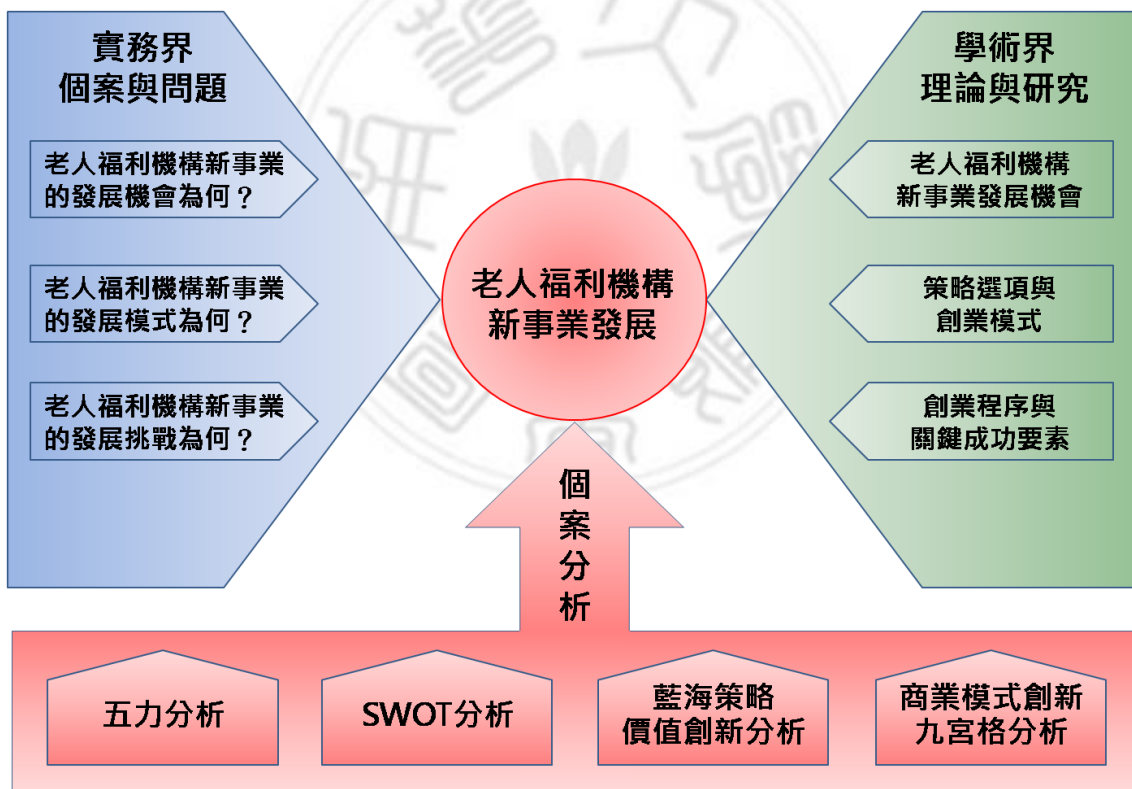 實務界
個案與問題
老人福利機構新事業
的發展機會為何？
老人福利機構新事業
的發展模式為何？
老人福利機構新事業
的發展挑戰為何？
老人福利機構
新事業發展
學術界
理論與研究
老人福利機構
新事業發展機會
策略選項與
創業模式
創業程序與
關鍵成功要素
個案分析
五力分析
SWOT分析
藍海策略
價值創新分析
商業模式創新
九宮格分析